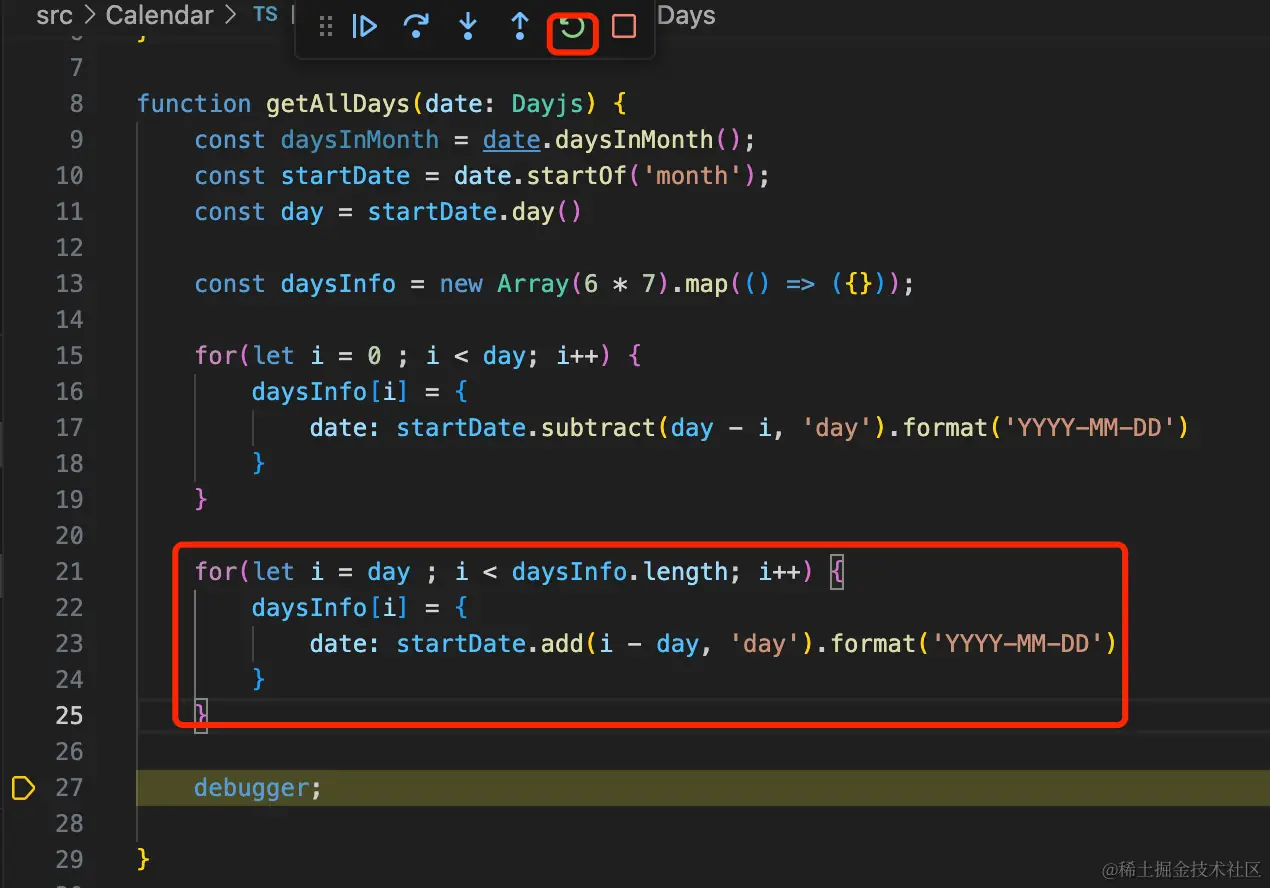 src > Calendar > TS Days
7
8 function getAllDays(date: Dayjs) {
9 const daysInMonth = date.daysInMonth();
10 const startDate = date.startOf('month');
11 const day = startDate.day()
12
13 const daysInfo = new Array(6 * 7).map(() => ({}));
14
15 for(let i = 0 ; i < day; i++) {
16 daysInfo[i] = {
17 date: startDate.subtract(day - i, 'day').format('YYYY-MM-DD')
18 }
19 }
20
21 for(let i = day ; i < daysInfo.length; i++) {
22 daysInfo[i] = {
23 date: startDate.add(i - day, 'day').format('YYYY-MM-DD')
24 }
25 }
26
27 debugger;
28
29 }
@稀土掘金技术社区